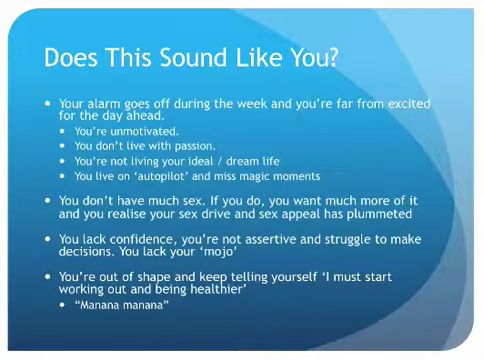 Does This Sound Like You?
Your alarm goes off during the week and you're far from excited
for the day ahead.
You're unmotivated.
You don't live with passion.
You're not living your ideal / dream life
You live on 'autopilot' and miss magic moments
You don't have much sex. If you do, you want much more of it
and you realise your sex drive and sex appeal has plummeted
You lack confidence, you're not assertive and struggle to make
decisions. You lack your 'mojo'
You're out of shape and keep telling yourself 'I must start
working out and being healthier'
"Manana manana"